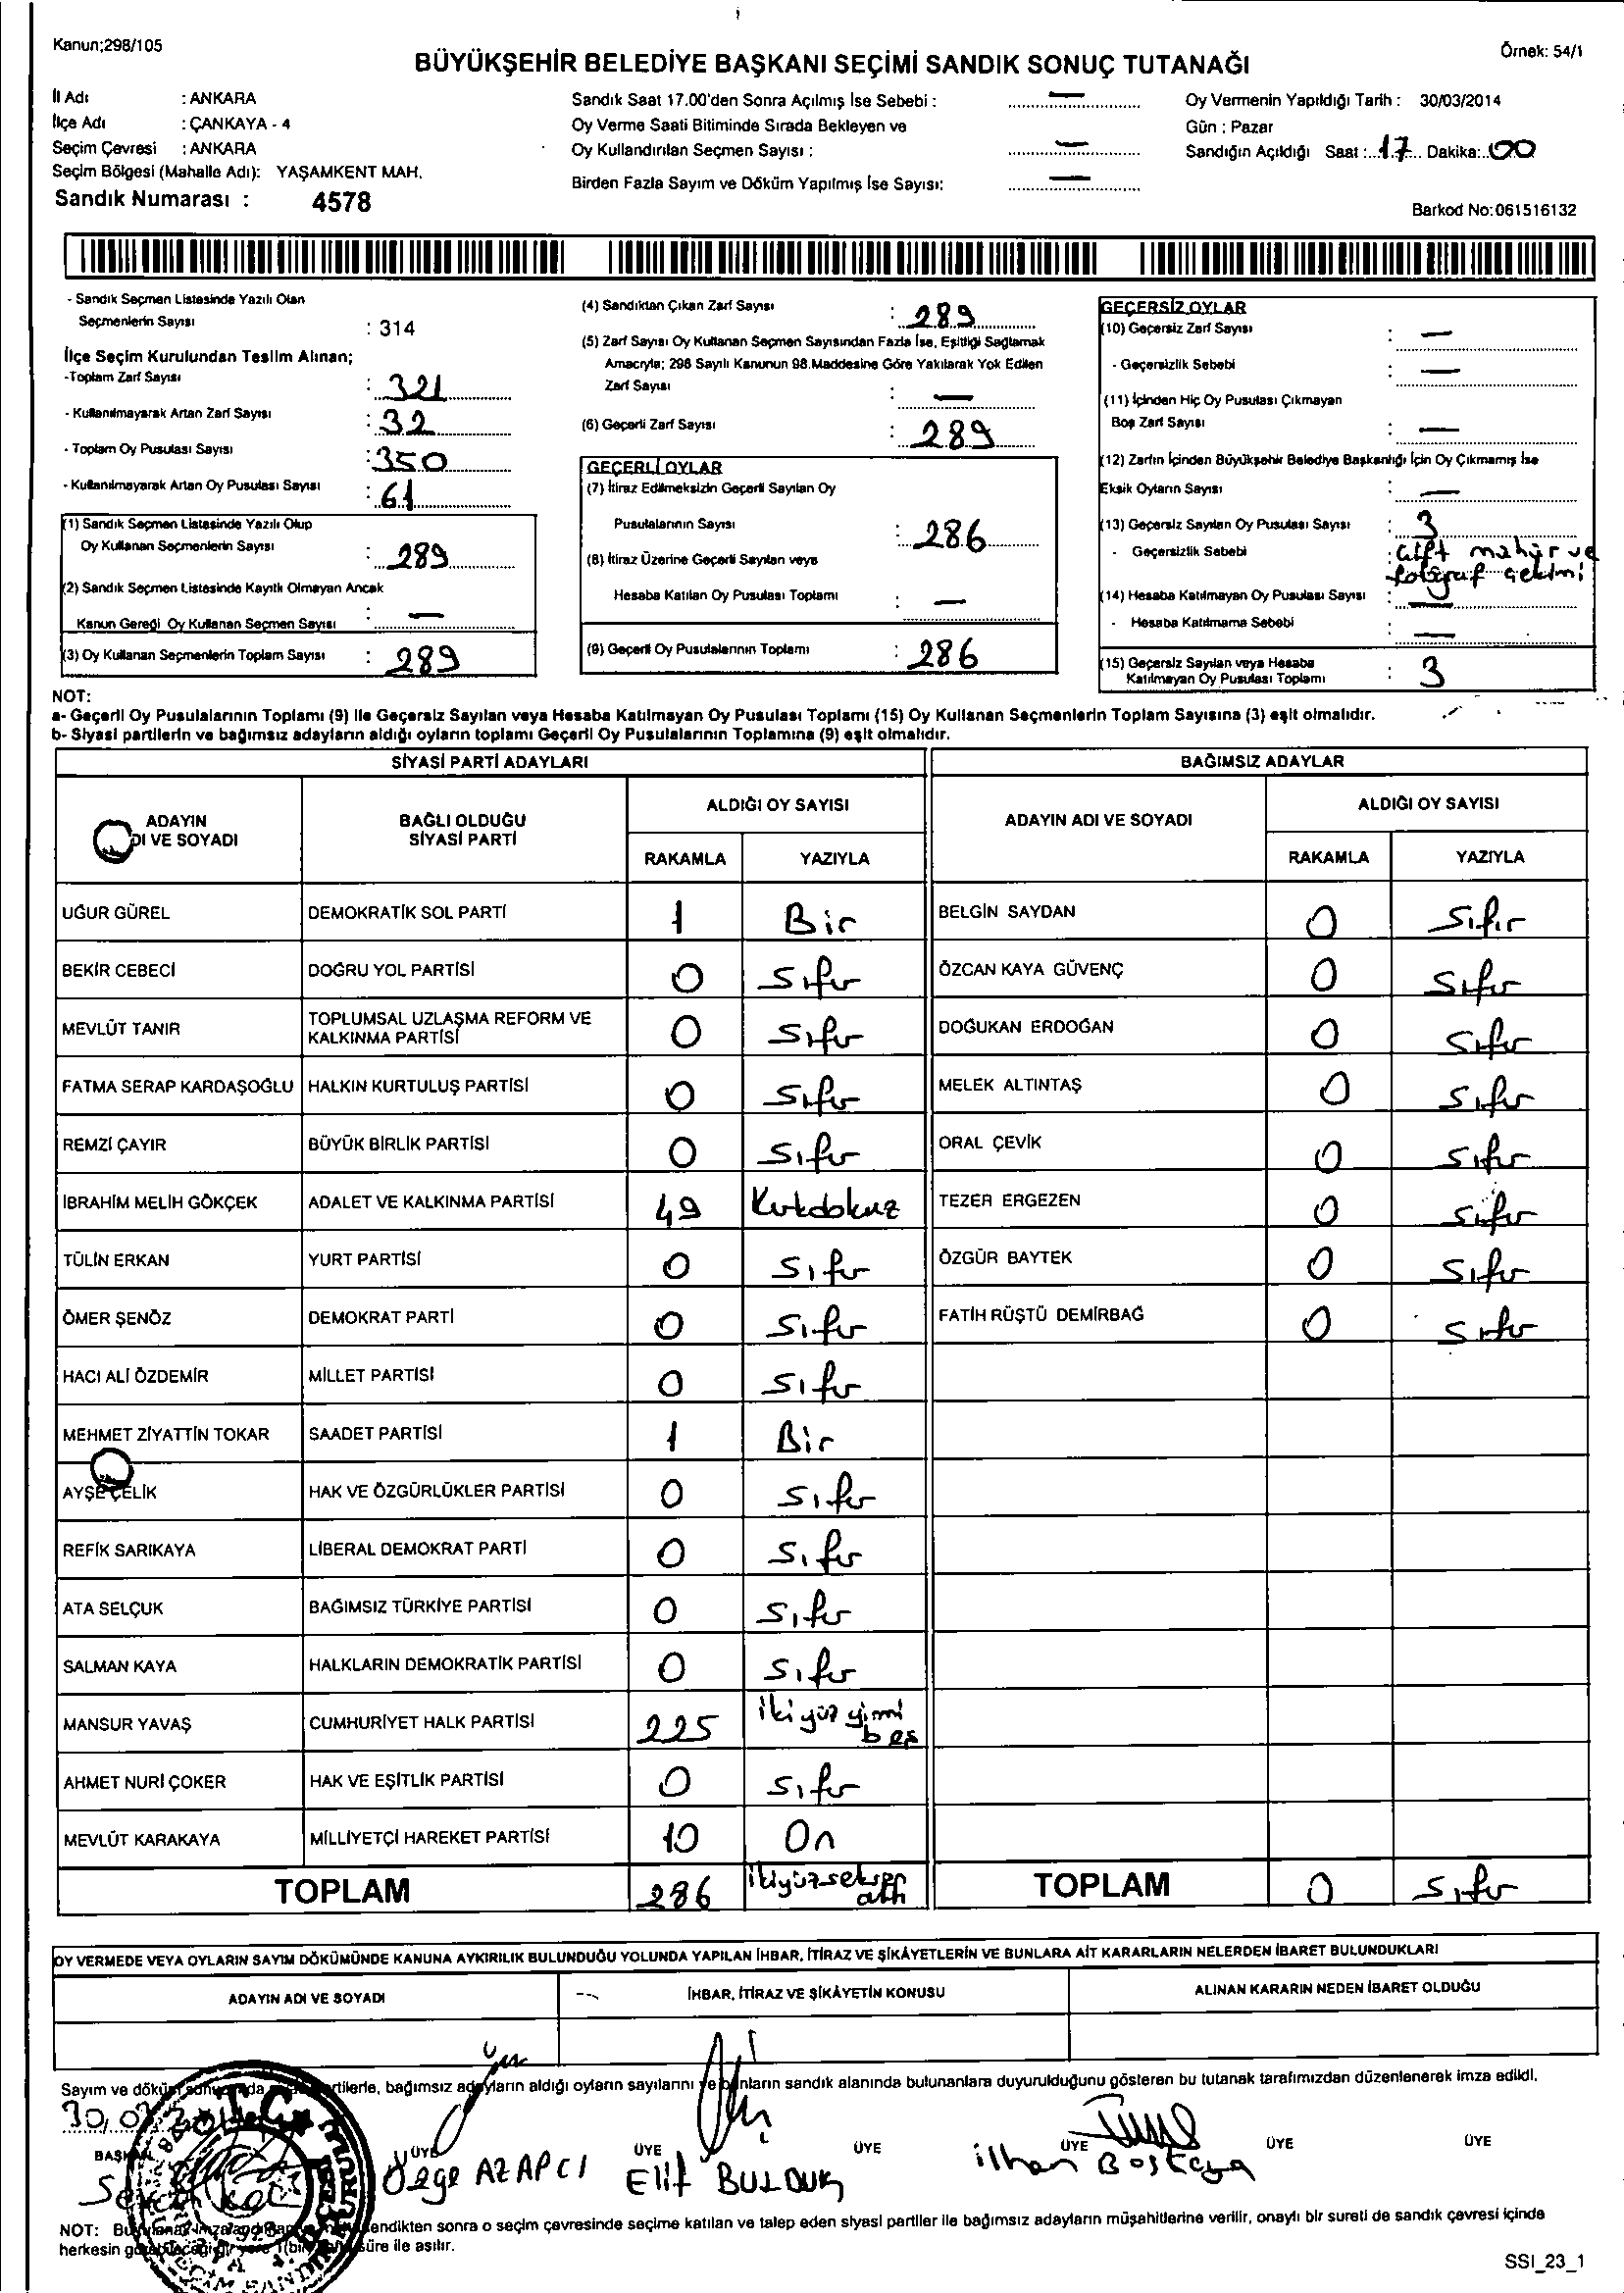 Kanun;298/105
Örnek: 54/1
BÜYÜKŞEHİR BELEDİYE BAŞKANI SEÇİMİ SANDIK SONUÇ TUTANAĞI
İl Adı : ANKARA
İlçe Adı : ÇANKAYA - 4
Seçim Çevresi : ANKARA
Seçim Bölgesi (Mahalle Adı): YAŞAMKENT MAH.
Sandık Numarası : 4578
Sandık Saat 17.00'den Sonra Açılmış İse Sebebi : —
Oy Verme Saati Bitiminde Sırada Bekleyen ve
Oy Kullandırılan Seçmen Sayısı : —
Birden Fazla Sayım ve Döküm Yapılmış İse Sayısı: —
Oy Vermenin Yapıldığı Tarih : 30/03/2014
Gün : Pazar
Sandığın Açıldığı Saat :..17... Dakika:..00
Barkod No:061516132
- Sandık Seçmen Listesinde Yazılı Olan
Seçmenlerin Sayısı : 314
İlçe Seçim Kurulundan Teslim Alınan;
-Toplam Zarf Sayısı : 321
- Kullanılmayarak Artan Zarf Sayısı : 32
- Toplam Oy Pusulası Sayısı : 350
- Kullanılmayarak Artan Oy Pusulası Sayısı : 61
(1) Sandık Seçmen Listesinde Yazılı Olup
Oy Kullanan Seçmenlerin Sayısı : 289
(2) Sandık Seçmen Listesinde Kayıtlı Olmayan Ancak
Kanun Gereği Oy Kullanan Seçmen Sayısı : —
(3) Oy Kullanan Seçmenlerin Toplam Sayısı : 289
(4) Sandıktan Çıkan Zarf Sayısı : 289
(5) Zarf Sayısı Oy Kullanan Seçmen Sayısından Fazla İse, Eşitliği Sağlamak
Amacıyla; 298 Sayılı Kanunun 98.Maddesine Göre Yakılarak Yok Edilen
Zarf Sayısı : —
(6) Geçerli Zarf Sayısı : 289
GEÇERLİ OYLAR
(7) İtiraz Edilmeksizin Geçerli Sayılan Oy
Pusulalarının Sayısı : 286
(8) İtiraz Üzerine Geçerli Sayılan veya
Hesaba Katılan Oy Pusulası Toplamı : —
(9) Geçerli Oy Pusulalarının Toplamı : 286
GEÇERSİZ OYLAR
(10) Geçersiz Zarf Sayısı : —
- Geçersizlik Sebebi : —
(11) İçinden Hiç Oy Pusulası Çıkmayan
Boş Zarf Sayısı : —
(12) Zarfın İçinden Büyükşehir Belediye Başkanlığı İçin Oy Çıkmamış İse
Eksik Oyların Sayısı : —
(13) Geçersiz Sayılan Oy Pusulası Sayısı : 3
- Geçersizlik Sebebi : Çift mühür ve
fotoğraf çekimi
(14) Hesaba Katılmayan Oy Pusulası Sayısı : —
- Hesaba Katılmama Sebebi : —
(15) Geçersiz Sayılan veya Hesaba
Katılmayan Oy Pusulası Toplamı : 3
NOT:
a- Geçerli Oy Pusulalarının Toplamı (9) ile Geçersiz Sayılan veya Hesaba Katılmayan Oy Pusulası Toplamı (15) Oy Kullanan Seçmenlerin Toplam Sayısına (3) eşit olmalıdır.
b- Siyasi partilerin ve bağımsız adayların aldığı oyların toplamı Geçerli Oy Pusulalarının Toplamına (9) eşit olmalıdır.
SİYASİ PARTİ ADAYLARI BAĞIMSIZ ADAYLAR
ADAYIN
DI VE SOYADI
BAĞLI OLDUĞU
SİYASİ PARTİ
ALDIĞI OY SAYISI
RAKAMLA YAZIYLA
ADAYIN ADI VE SOYADI
ALDIĞI OY SAYISI
RAKAMLA YAZIYLA
UĞUR GÜREL DEMOKRATİK SOL PARTİ 1 Bir BELGİN SAYDAN 0 Sıfır
BEKİR CEBECİ DOĞRU YOL PARTİSİ 0 Sıfır ÖZCAN KAYA GÜVENÇ 0 Sıfır
MEVLÜT TANIR TOPLUMSAL UZLAŞMA REFORM VE
KALKINMA PARTİSİ 0 Sıfır DOĞUKAN ERDOĞAN 0 Sıfır
FATMA SERAP KARDAŞOĞLU HALKIN KURTULUŞ PARTİSİ 0 Sıfır MELEK ALTINTAŞ 0 Sıfır
REMZİ ÇAYIR BÜYÜK BİRLİK PARTİSİ 0 Sıfır ORAL ÇEVİK 0 Sıfır
İBRAHİM MELİH GÖKÇEK ADALET VE KALKINMA PARTİSİ 49 Kırkdokuz TEZER ERGEZEN 0 Sıfır
TÜLİN ERKAN YURT PARTİSİ 0 Sıfır ÖZGÜR BAYTEK 0 Sıfır
ÖMER ŞENÖZ DEMOKRAT PARTİ 0 Sıfır FATİH RÜŞTÜ DEMİRBAĞ 0 Sıfır
HACI ALİ ÖZDEMİR MİLLET PARTİSİ 0 Sıfır
MEHMET ZİYATTİN TOKAR SAADET PARTİSİ 1 Bir
AYŞE ÇELİK HAK VE ÖZGÜRLÜKLER PARTİSİ 0 Sıfır
REFİK SARIKAYA LİBERAL DEMOKRAT PARTİ 0 Sıfır
ATA SELÇUK BAĞIMSIZ TÜRKİYE PARTİSİ 0 Sıfır
SALMAN KAYA HALKLARIN DEMOKRATİK PARTİSİ 0 Sıfır
MANSUR YAVAŞ CUMHURİYET HALK PARTİSİ 225 ikiyüz yirmi
beş
AHMET NURİ ÇOKER HAK VE EŞİTLİK PARTİSİ 0 Sıfır
MEVLÜT KARAKAYA MİLLİYETÇİ HAREKET PARTİSİ 10 On
TOPLAM 286 ikiyüzseksen
altı TOPLAM 0 Sıfır
OY VERMEDE VEYA OYLARIN SAYIM DÖKÜMÜNDE KANUNA AYKIRILIK BULUNDUĞU YOLUNDA YAPILAN İHBAR, İTİRAZ VE ŞİKÂYETLERİN VE BUNLARA AİT KARARLARIN NELERDEN İBARET BULUNDUKLARI
ADAYIN ADI VE SOYADI İHBAR, İTİRAZ VE ŞİKÂYETİN KONUSU ALINAN KARARIN NEDEN İBARET OLDUĞU
Sayım ve döküm bağımsız adayların aldığı oyların sayılarını ve bunların sandık alanında bulunanlara duyurulduğunu gösteren bu tutanak tarafımızdan düzenlenerek imza edildi.
BAŞKAN ÜYE ÜYE ÜYE ÜYE ÜYE ÜYE
Özge AZAPCI Elif BULDUK İlhan Bostan
NOT: sonra o seçim çevresinde seçime katılan ve talep eden siyasi partiler ile bağımsız adayların müşahitlerine verilir, onaylı bir sureti de sandık çevresi içinde
herkesin süre ile asılır.
SSI_23_1